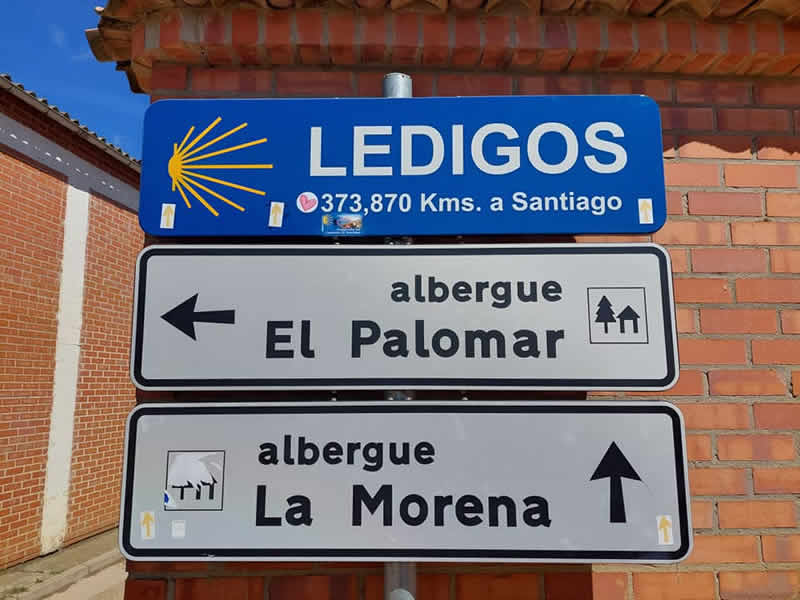 LEDIGOS
373,870 Kms. a Santiago
albergue
El Palomar
albergue
La Morena